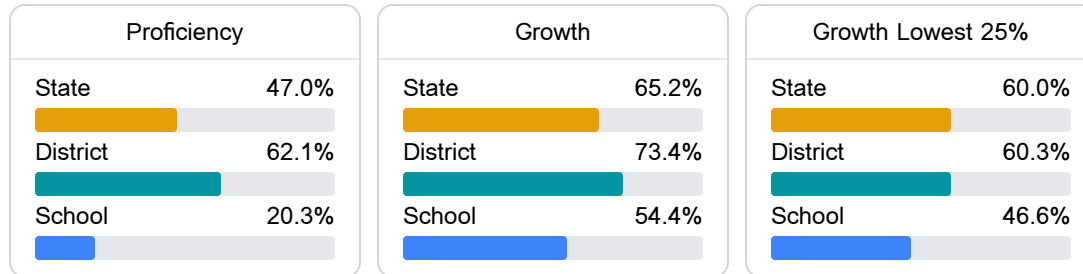 Proficiency
State 47.0%
District 62.1%
School 20.3%
Growth
State 65.2%
District 73.4%
School 54.4%
Growth Lowest 25%
State 60.0%
District 60.3%
School 46.6%